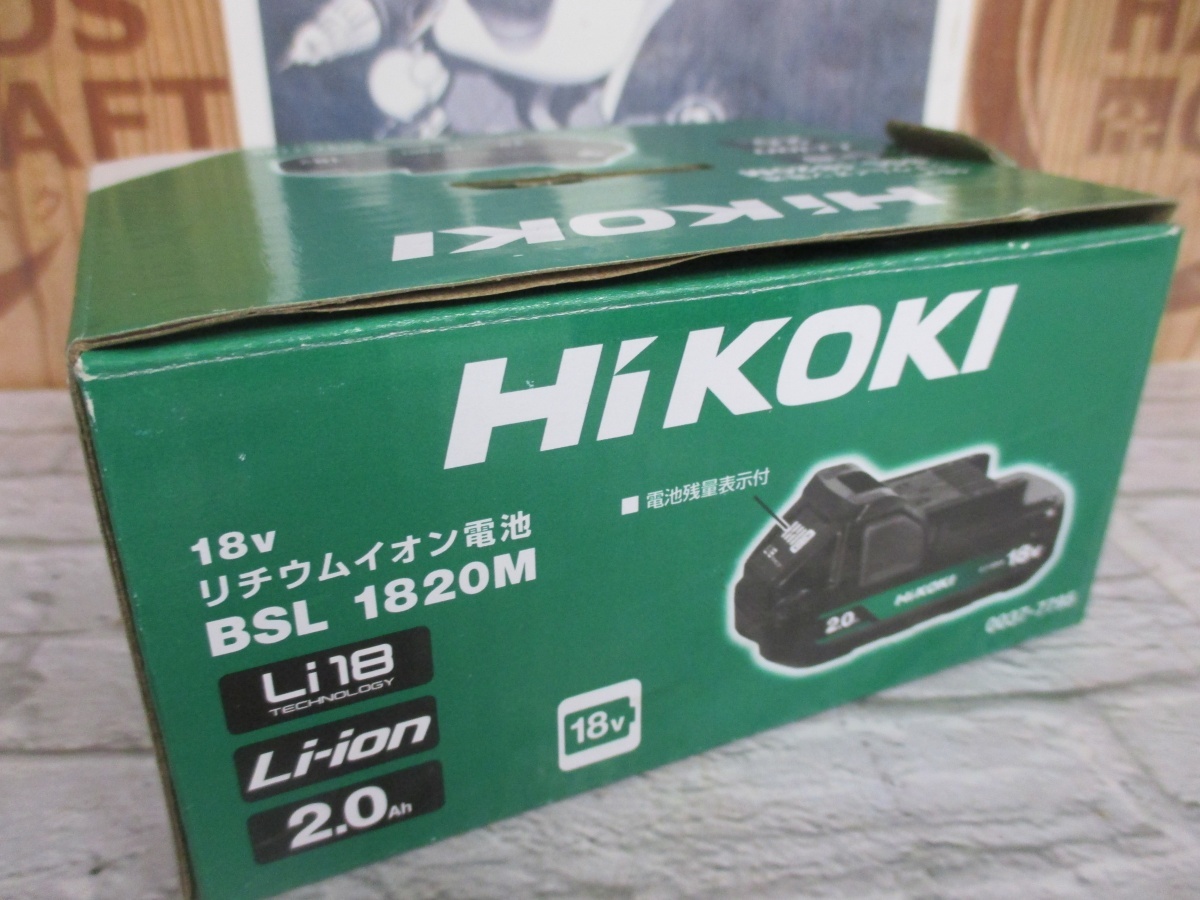 HiKOKI
HiKOKI
18v
リチウムイオン電池
BSL 1820M
Li18
TECHNOLOGY
Li-ion
2.0Ah
■ 電池残量表示付
2.0
HiKOKI
18v
18v